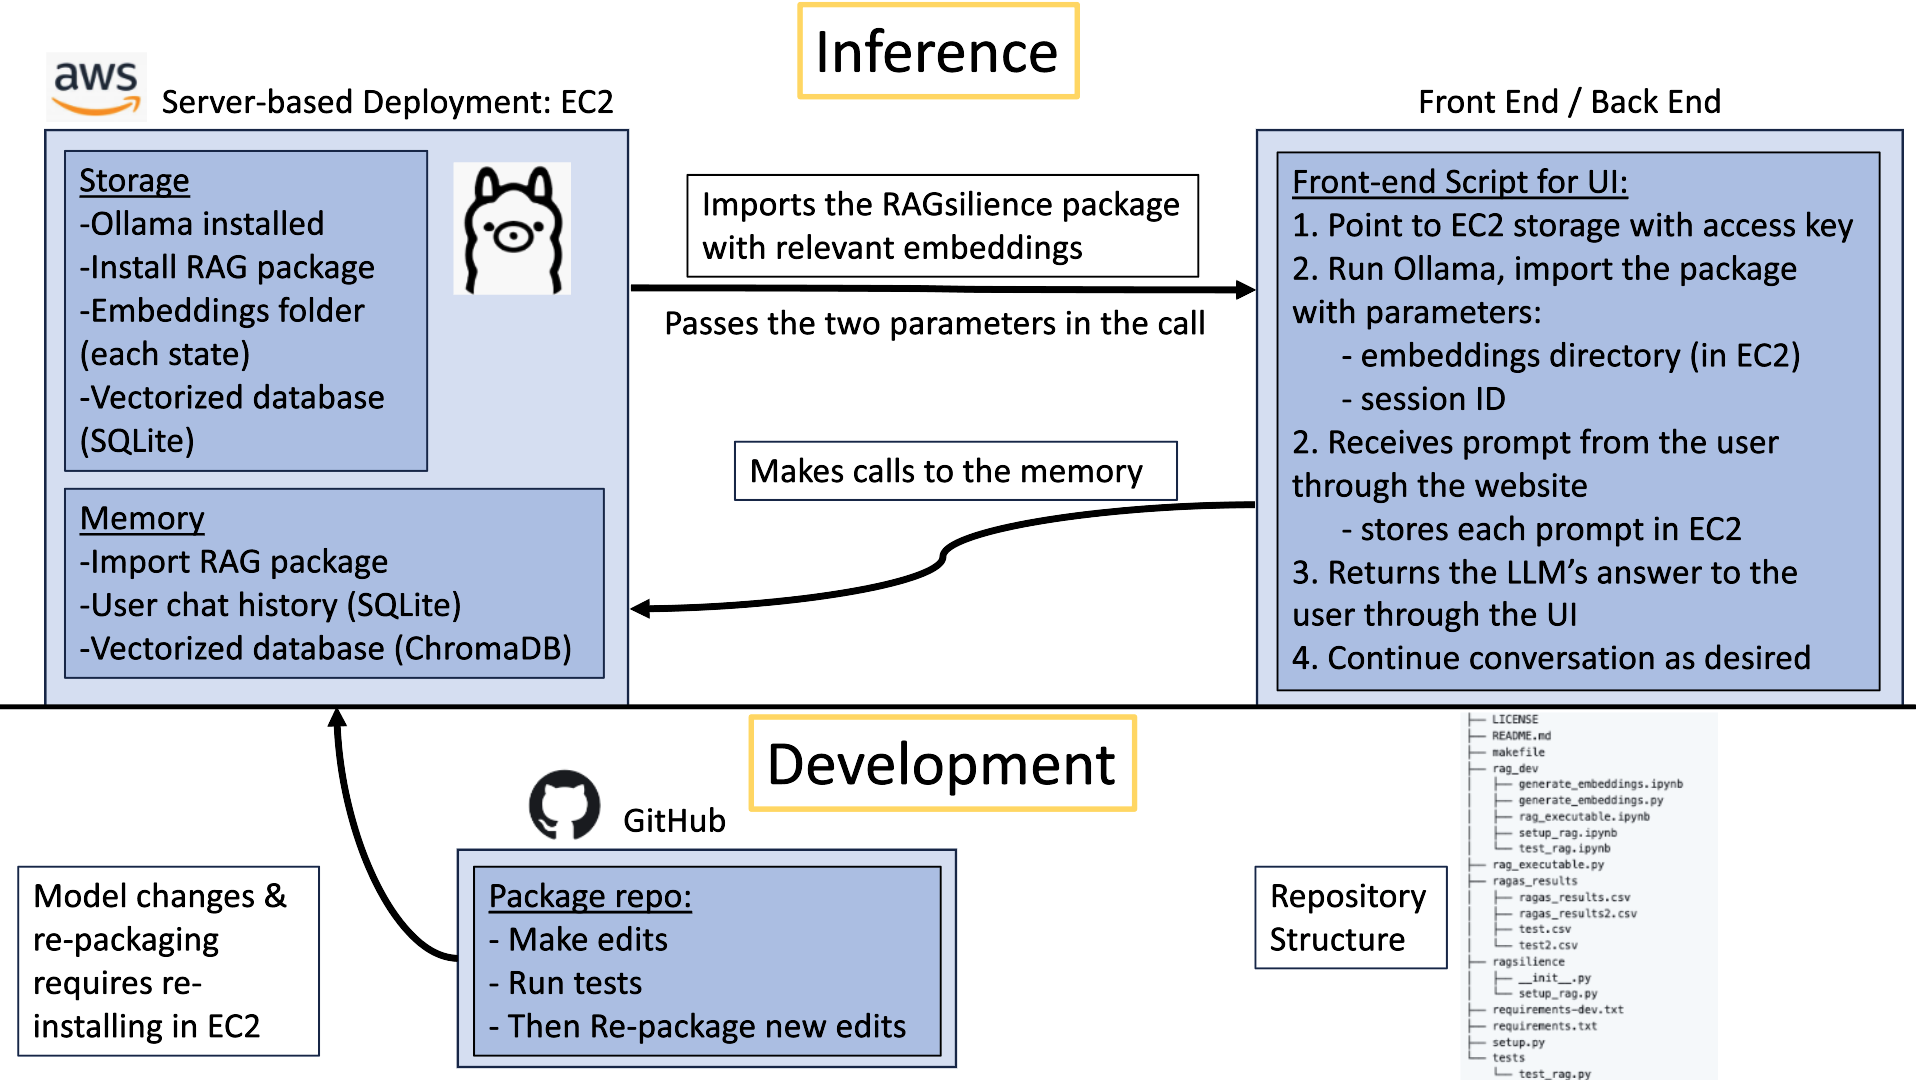 Inference
aws
Server-based Deployment: EC2
Storage
-Ollama installed
-Install RAG package
-Embeddings folder
(each state)
-Vectorized database
(SQLite)
Memory
-Import RAG package
-User chat history (SQLite)
-Vectorized database (ChromaDB)
Imports the RAGsilience package
with relevant embeddings
Passes the two parameters in the call
Makes calls to the memory
Front End / Back End
Front-end Script for UI:
1. Point to EC2 storage with access key
2. Run Ollama, import the package
with parameters:
- embeddings directory (in EC2)
- session ID
2. Receives prompt from the user
through the website
- stores each prompt in EC2
3. Returns the LLM’s answer to the
user through the UI
4. Continue conversation as desired
Development
Model changes &
re-packaging
requires re-
installing in EC2
GitHub
Package repo:
- Make edits
- Run tests
- Then Re-package new edits
Repository
Structure
LICENSE
README.md
makefile
rag_dev
generate_embeddings.ipynb
generate_embeddings.py
rag_executable.ipynb
setup_rag.ipynb
test_rag.ipynb
rag_executable.py
ragas_results
ragas_results.csv
ragas_results2.csv
test.csv
test2.csv
ragsilience
__init__.py
setup_rag.py
requirements-dev.txt
requirements.txt
setup.py
tests
test_rag.py